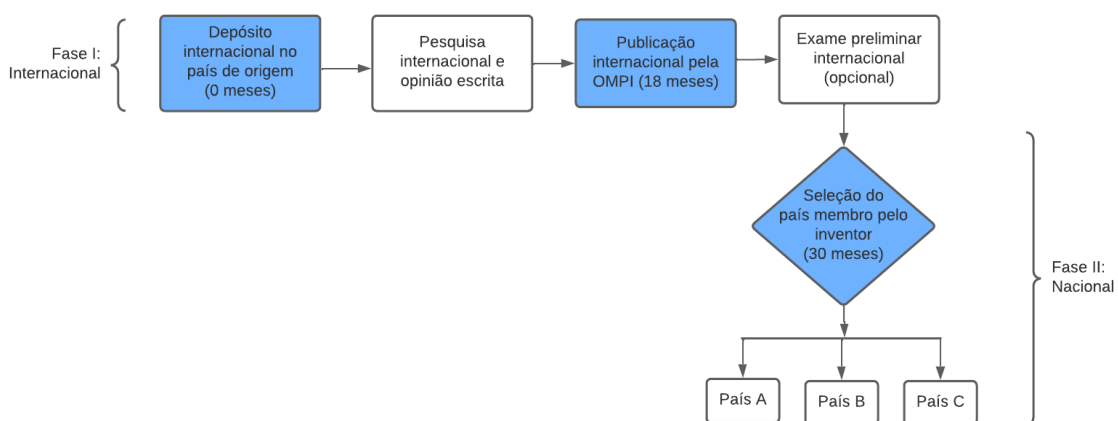 Fase I:
Internacional
Depósito
internacional no
país de origem
(0 meses)
Pesquisa
internacional e
opinião escrita
Publicação
internacional pela
OMPI (18 meses)
Exame preliminar
internacional
(opcional)
Seleção do
país membro pelo
inventor
(30 meses)
Fase II:
Nacional
País A
País B
País C